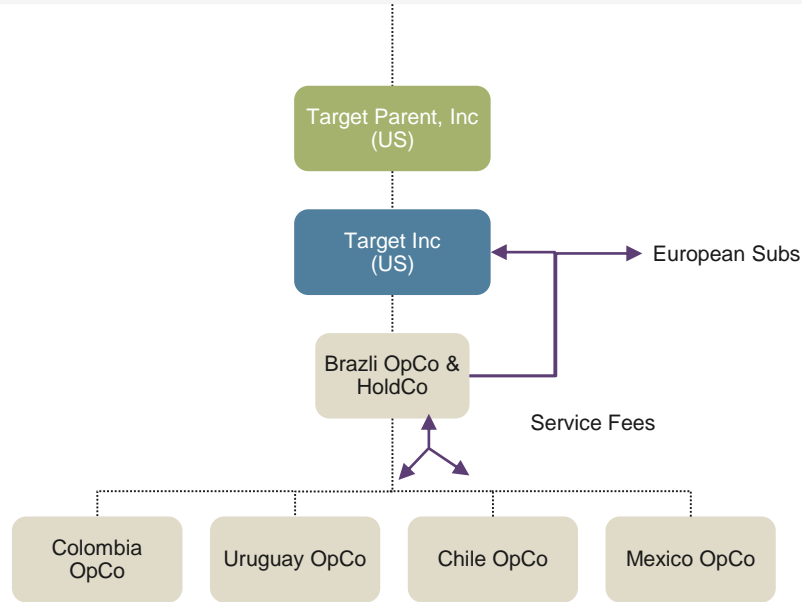 Target Parent, Inc
(US)
Target Inc
(US)
European Subs
Brazli OpCo &
HoldCo
Service Fees
Colombia
OpCo
Uruguay OpCo
Chile OpCo
Mexico OpCo